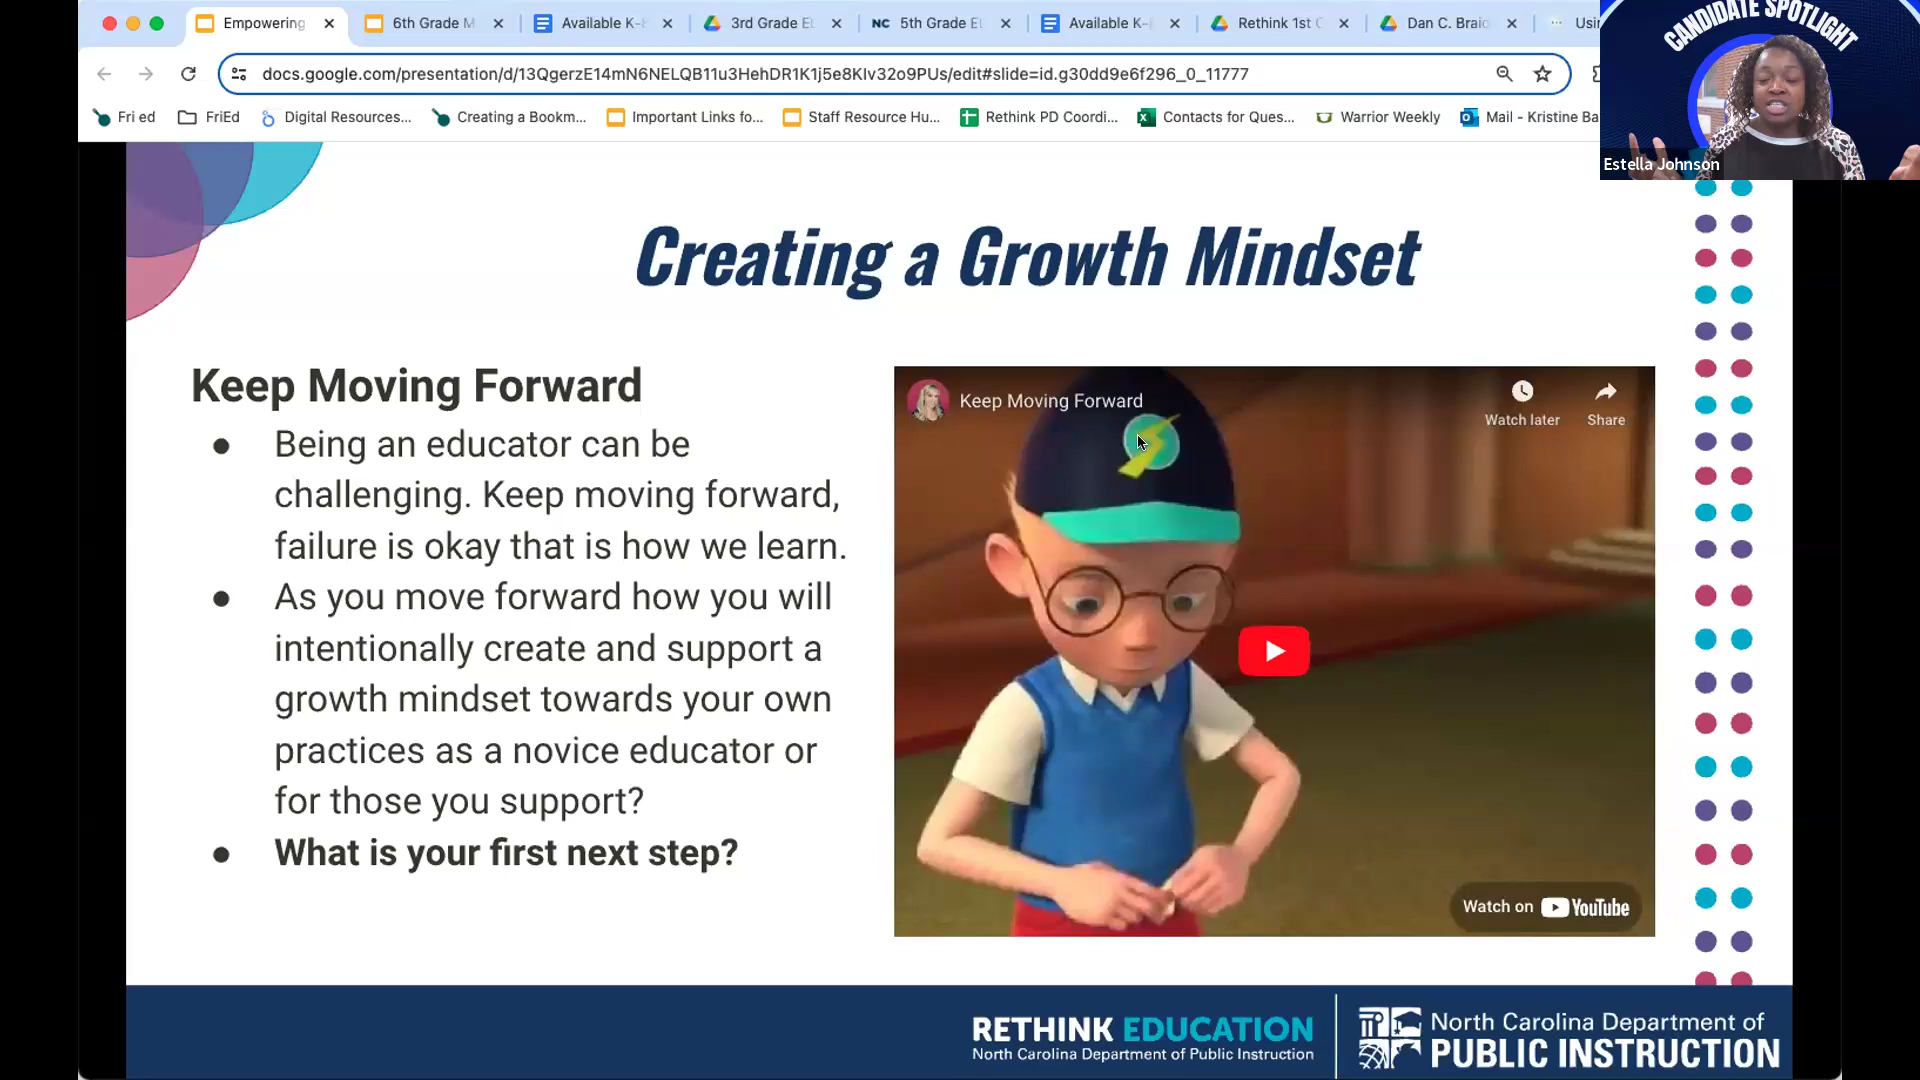 Empowering
6th Grade M
Available K-8
3rd Grade EL
NC 5th Grade EL
Available K-
Rethink 1st
Dan C. Braid
Usin
docs.google.com/presentation/d/13QgerzE14mN6NELQB11u3HehDR1K1j5e8KIv32o9PUs/edit#slide=id.g30dd9e6f296_0_11777
Fri ed
FriEd
Digital Resources...
Creating a Bookm...
Important Links fo...
Staff Resource Hu...
Rethink PD Coordi...
Contacts for Ques...
Warrior Weekly
Mail - Kristine Ba
CANDIDATE SPOTLIGHT
Estella Johnson
Creating a Growth Mindset
Keep Moving Forward
● Being an educator can be
challenging. Keep moving forward,
failure is okay that is how we learn.
● As you move forward how you will
intentionally create and support a
growth mindset towards your own
practices as a novice educator or
for those you support?
● What is your first next step?
Keep Moving Forward
Watch later
Share
Watch on YouTube
RETHINK EDUCATION
North Carolina Department of Public Instruction
North Carolina Department of
PUBLIC INSTRUCTION